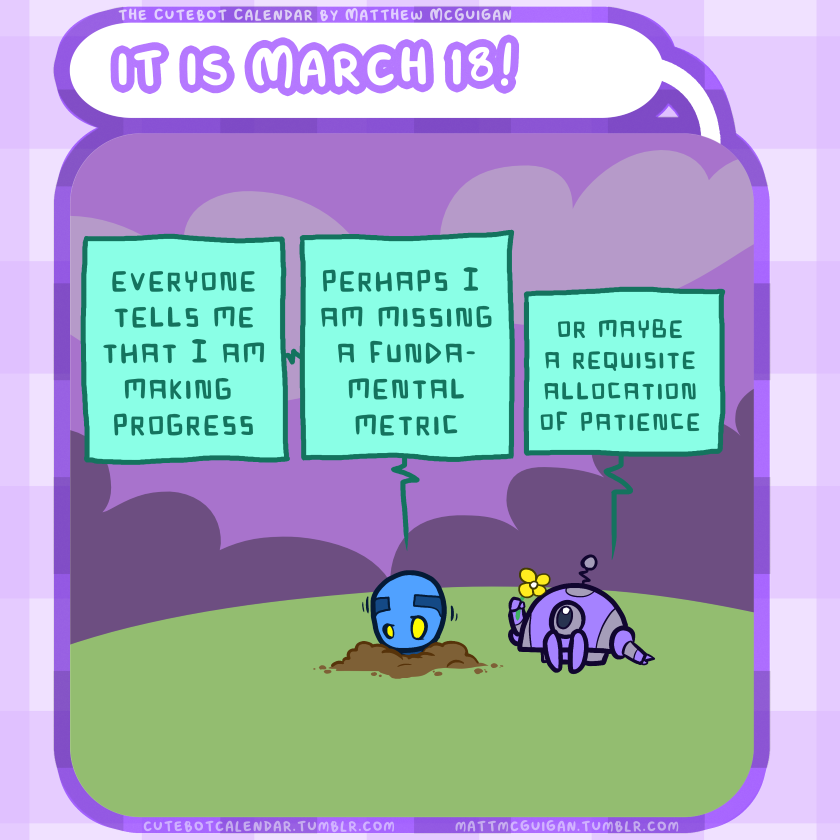 THE CUTEBOT CALENDAR BY MATTHEW MCGUIGAN
IT IS MARCH 18!
EVERYONE
TELLS ME
THAT I AM
MAKING
PROGRESS
PERHAPS I
AM MISSING
A FUNDA-
MENTAL
METRIC
OR MAYBE
A REQUISITE
ALLOCATION
OF PATIENCE
CUTEBOTCALENDAR.TUMBLR.COM
MATTMCGUIGAN.TUMBLR.COM